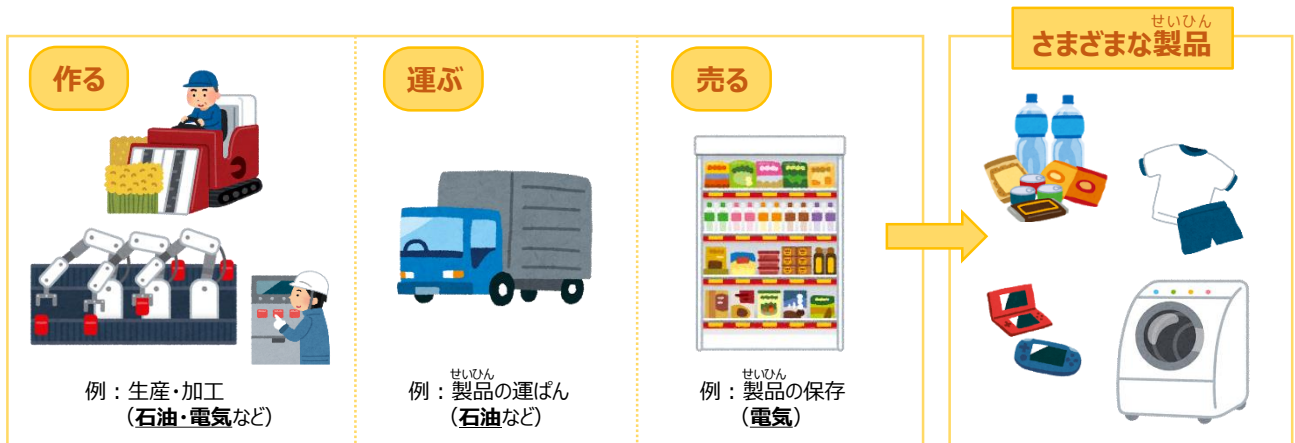 作る
例：生産・加工
（石油・電気など）
運ぶ
せいひん
例：製品の運ぱん
（石油など）
売る
せいひん
例：製品の保存
（電気）
せいひん
さまざまな製品